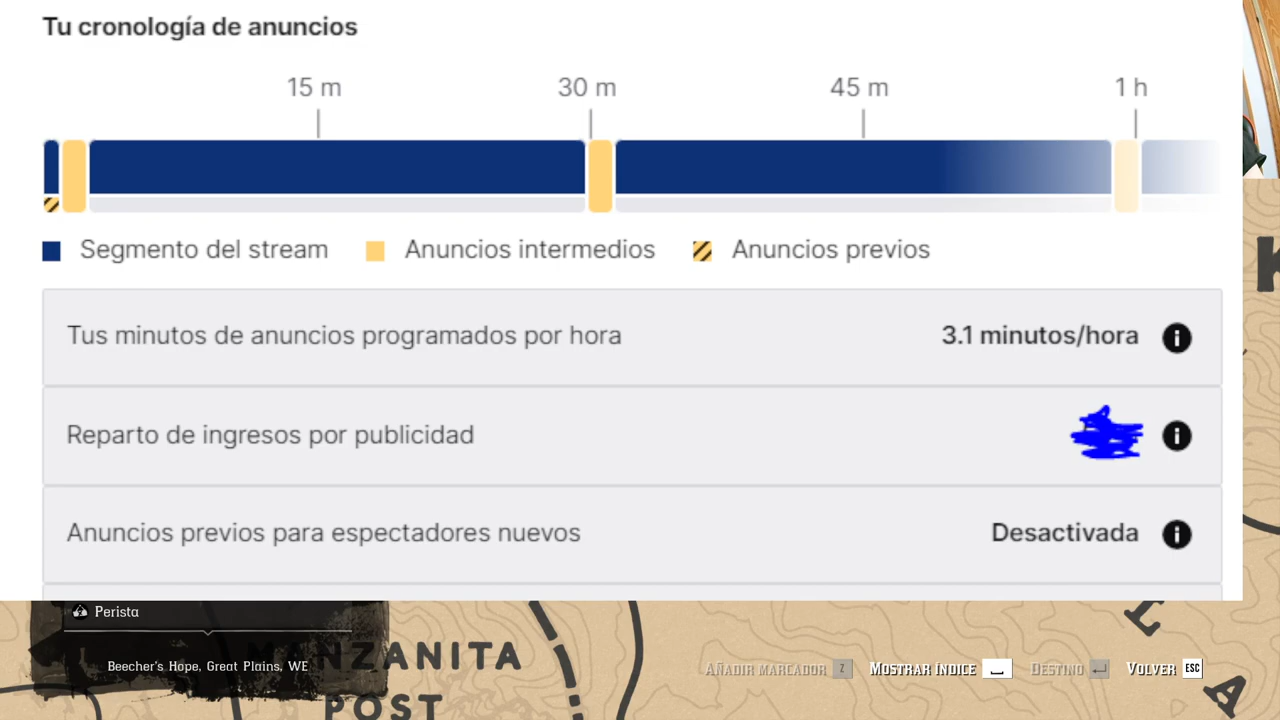 Tu cronología de anuncios
15 m 30 m 45 m 1 h
Segmento del stream Anuncios intermedios Anuncios previos
Tus minutos de anuncios programados por hora 3.1 minutos/hora
Reparto de ingresos por publicidad
Anuncios previos para espectadores nuevos Desactivada
Perista
Beecher's Hope, Great Plains, WE
MANZANITA
POST
AÑADIR MARCADOR Z MOSTRAR ÍNDICE DESTINO VOLVER ESC